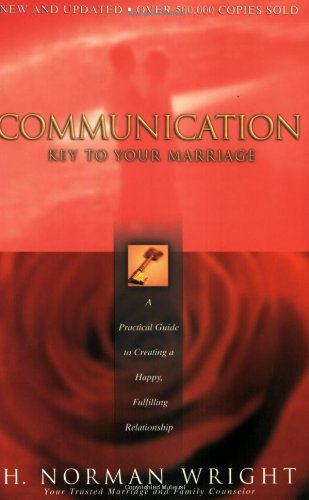 NEW AND UPDATED • OVER 500,000 COPIES SOLD
COMMUNICATION
KEY TO YOUR MARRIAGE
A
Practical Guide
to Creating a
Happy,
Fulfilling
Relationship
H. NORMAN WRIGHT
Your Trusted Marriage and Family Counselor